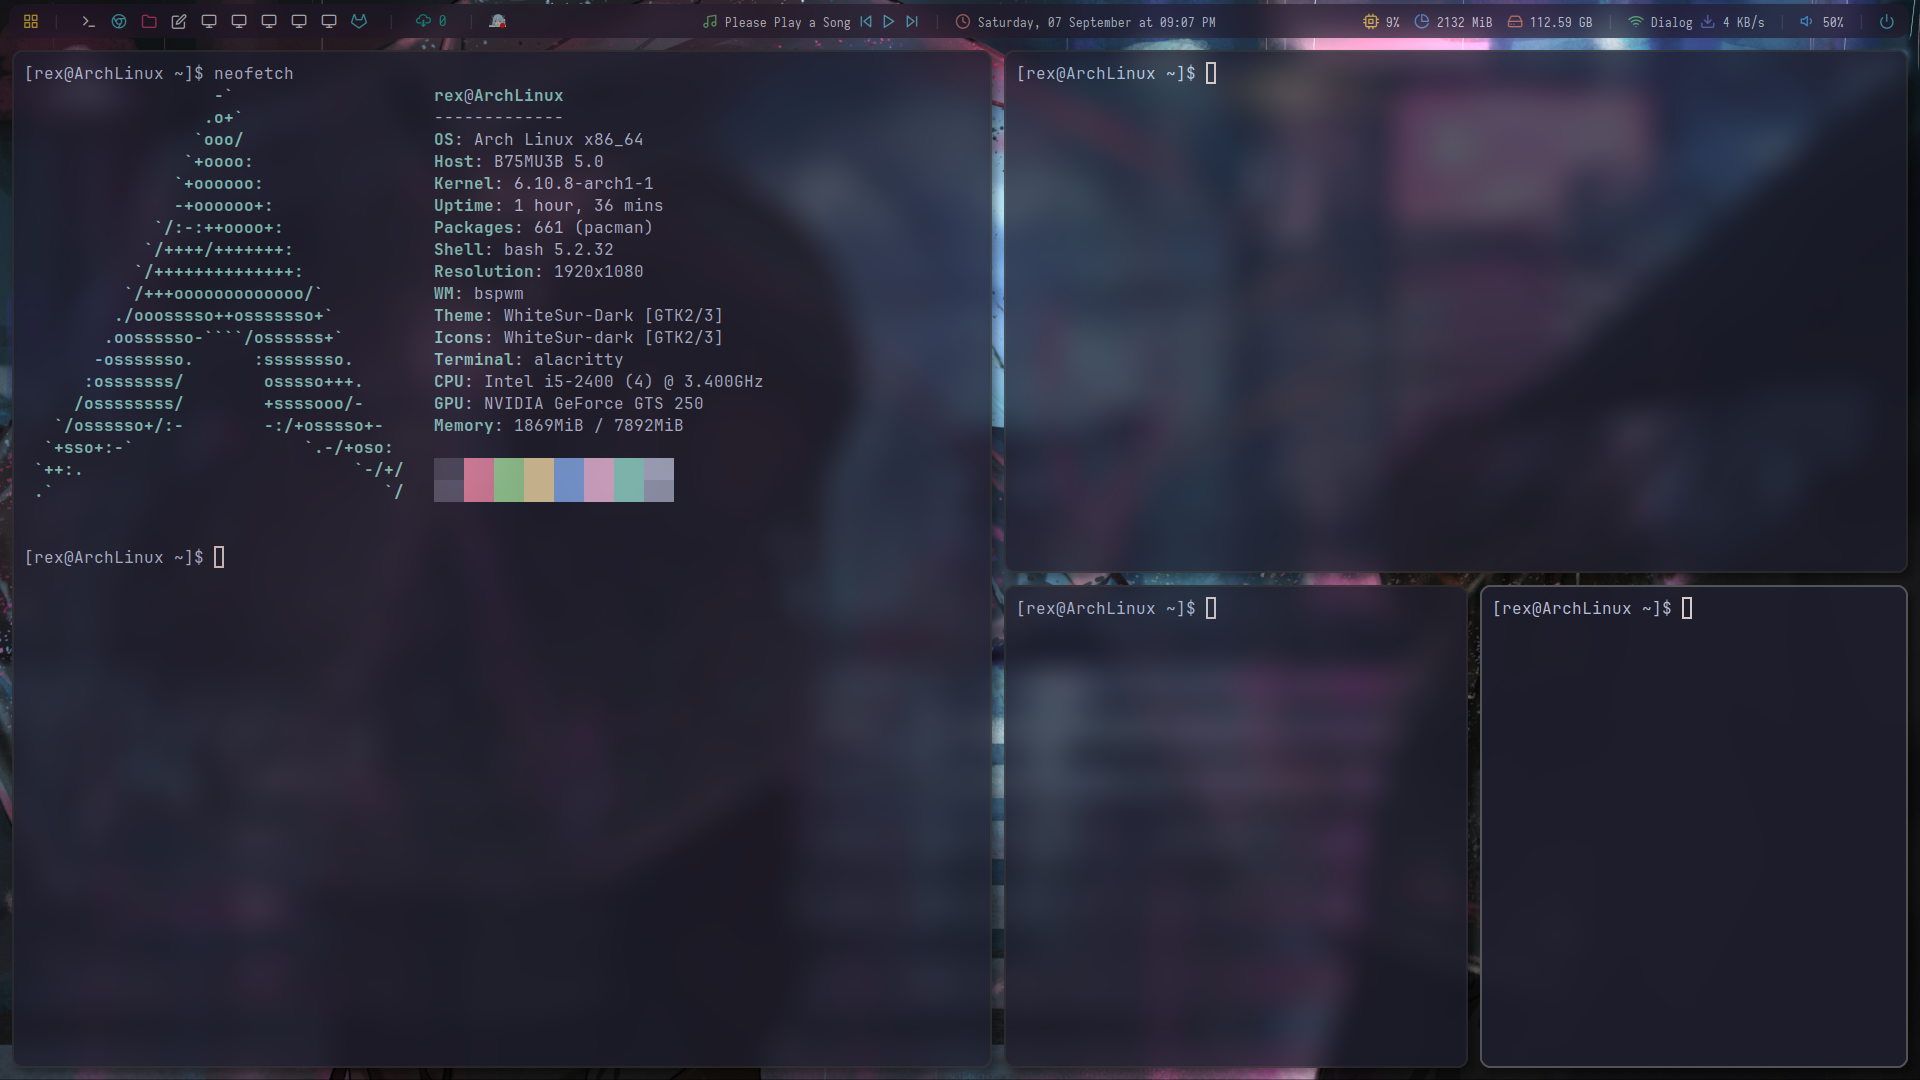 0 Please Play a Song Saturday, 07 September at 09:07 PM 9% 2132 MiB 112.59 GB Dialog 4 KB/s 50%
[rex@ArchLinux ~]$ neofetch
-`                    rex@ArchLinux
.o+`                   -------------
`ooo/                   OS: Arch Linux x86_64
`+oooo:                  Host: B75MU3B 5.0
`+oooooo:                 Kernel: 6.10.8-arch1-1
-+oooooo+:                Uptime: 1 hour, 36 mins
`/:-:++oooo+:               Packages: 661 (pacman)
`/++++/+++++++:              Shell: bash 5.2.32
`/++++++++++++++:             Resolution: 1920x1080
`/+++ooooooooooooo/`           WM: bspwm
./ooosssso++osssssso+`          Theme: WhiteSur-Dark [GTK2/3]
.oossssso-````/ossssss+`         Icons: WhiteSur-dark [GTK2/3]
-osssssso.      :ssssssso.        Terminal: alacritty
:osssssss/        osssso+++.       CPU: Intel i5-2400 (4) @ 3.400GHz
/ossssssss/        +ssssooo/-       GPU: NVIDIA GeForce GTS 250
`/ossssso+/:-        -:/+osssso+-     Memory: 1869MiB / 7892MiB
`+sso+:-`                 `.-/+oso:
`++:.                           `-/+/
.`                                 `/
[rex@ArchLinux ~]$
[rex@ArchLinux ~]$
[rex@ArchLinux ~]$
[rex@ArchLinux ~]$